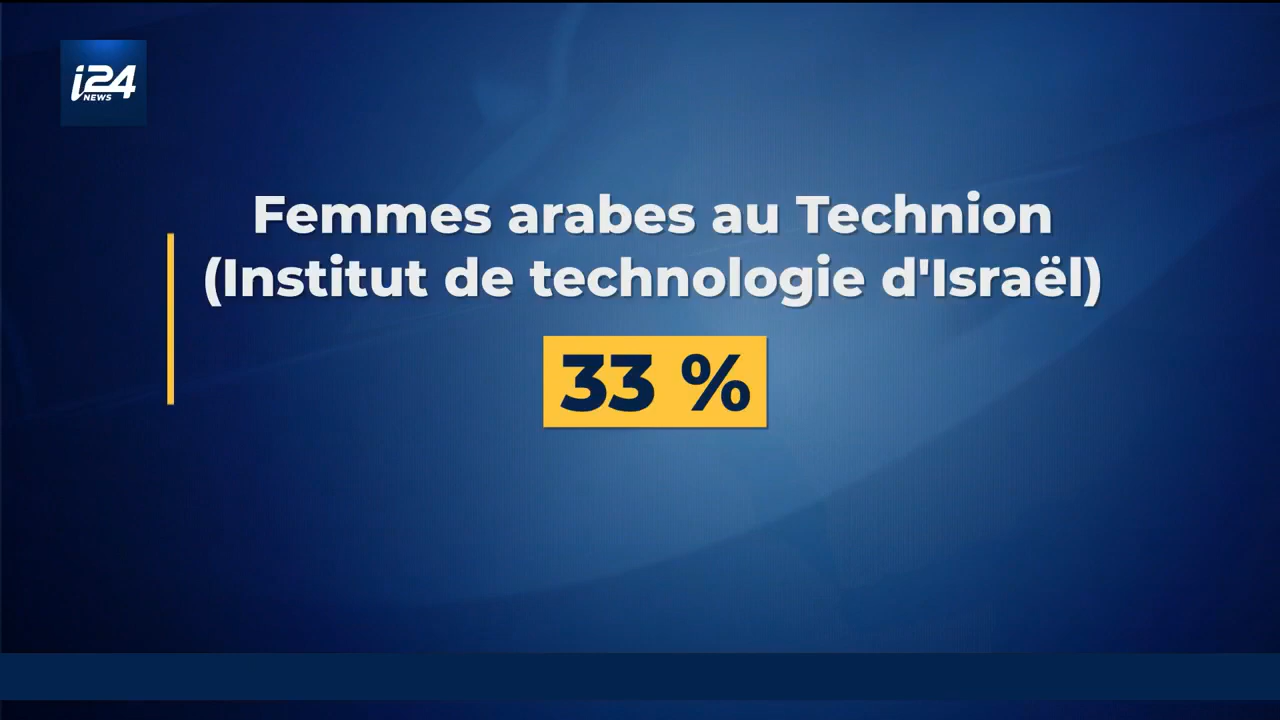 i24
NEWS
Femmes arabes au Technion
(Institut de technologie d'Israël)
33 %